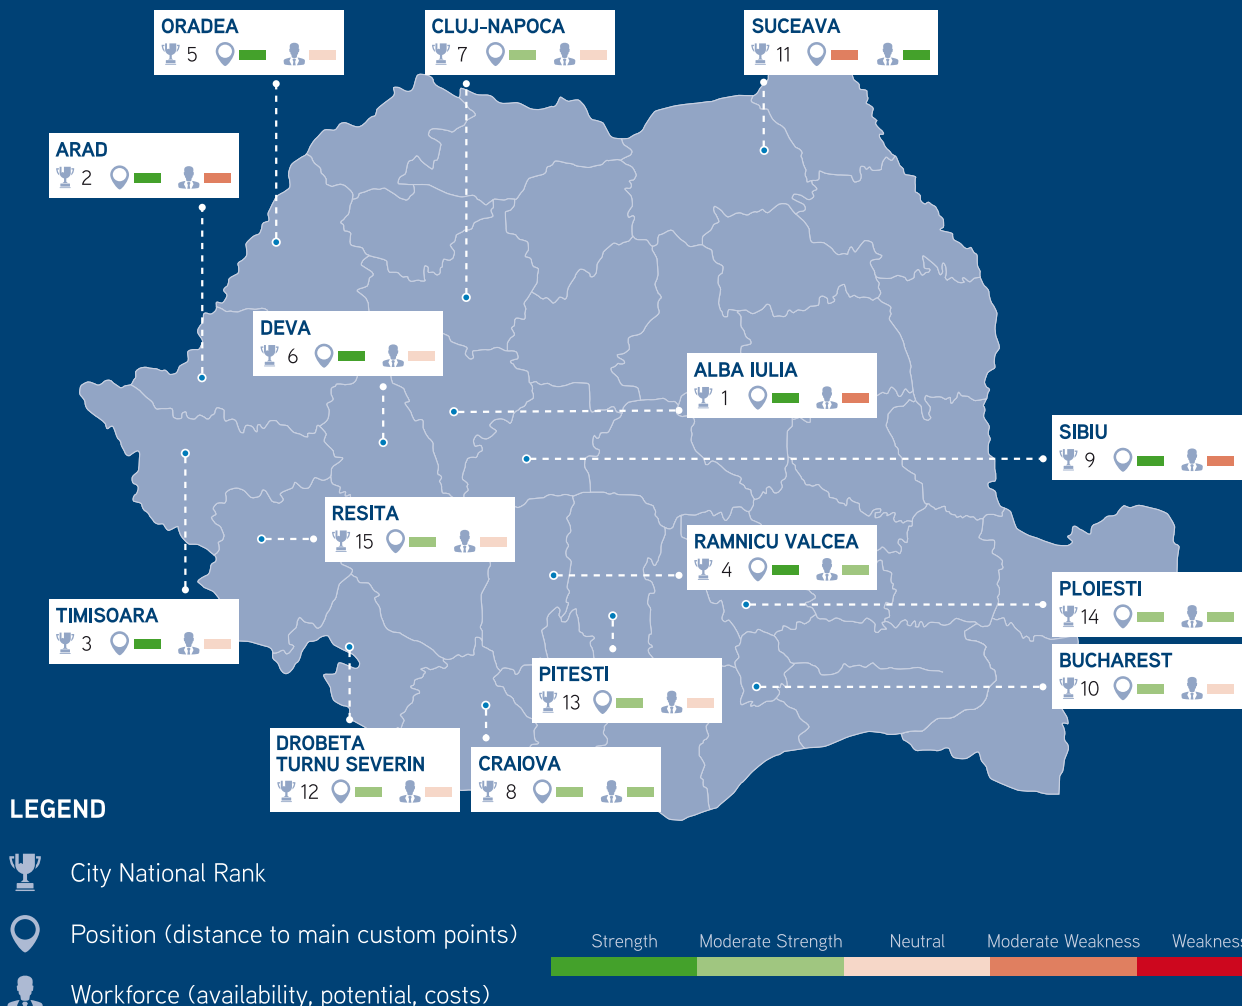 ORADEA
5
CLUJ-NAPOCA
7
SUCEAVA
11
ARAD
2
DEVA
6
ALBA IULIA
1
SIBIU
9
RESITA
15
RAMNICU VALCEA
4
PLOIESTI
14
TIMISOARA
3
BUCHAREST
10
PITESTI
13
DROBETA
TURNU SEVERIN
12
CRAIOVA
8
LEGEND
City National Rank
Position (distance to main custom points)
Workforce (availability, potential, costs)
Strength Moderate Strength Neutral Moderate Weakness Weakness